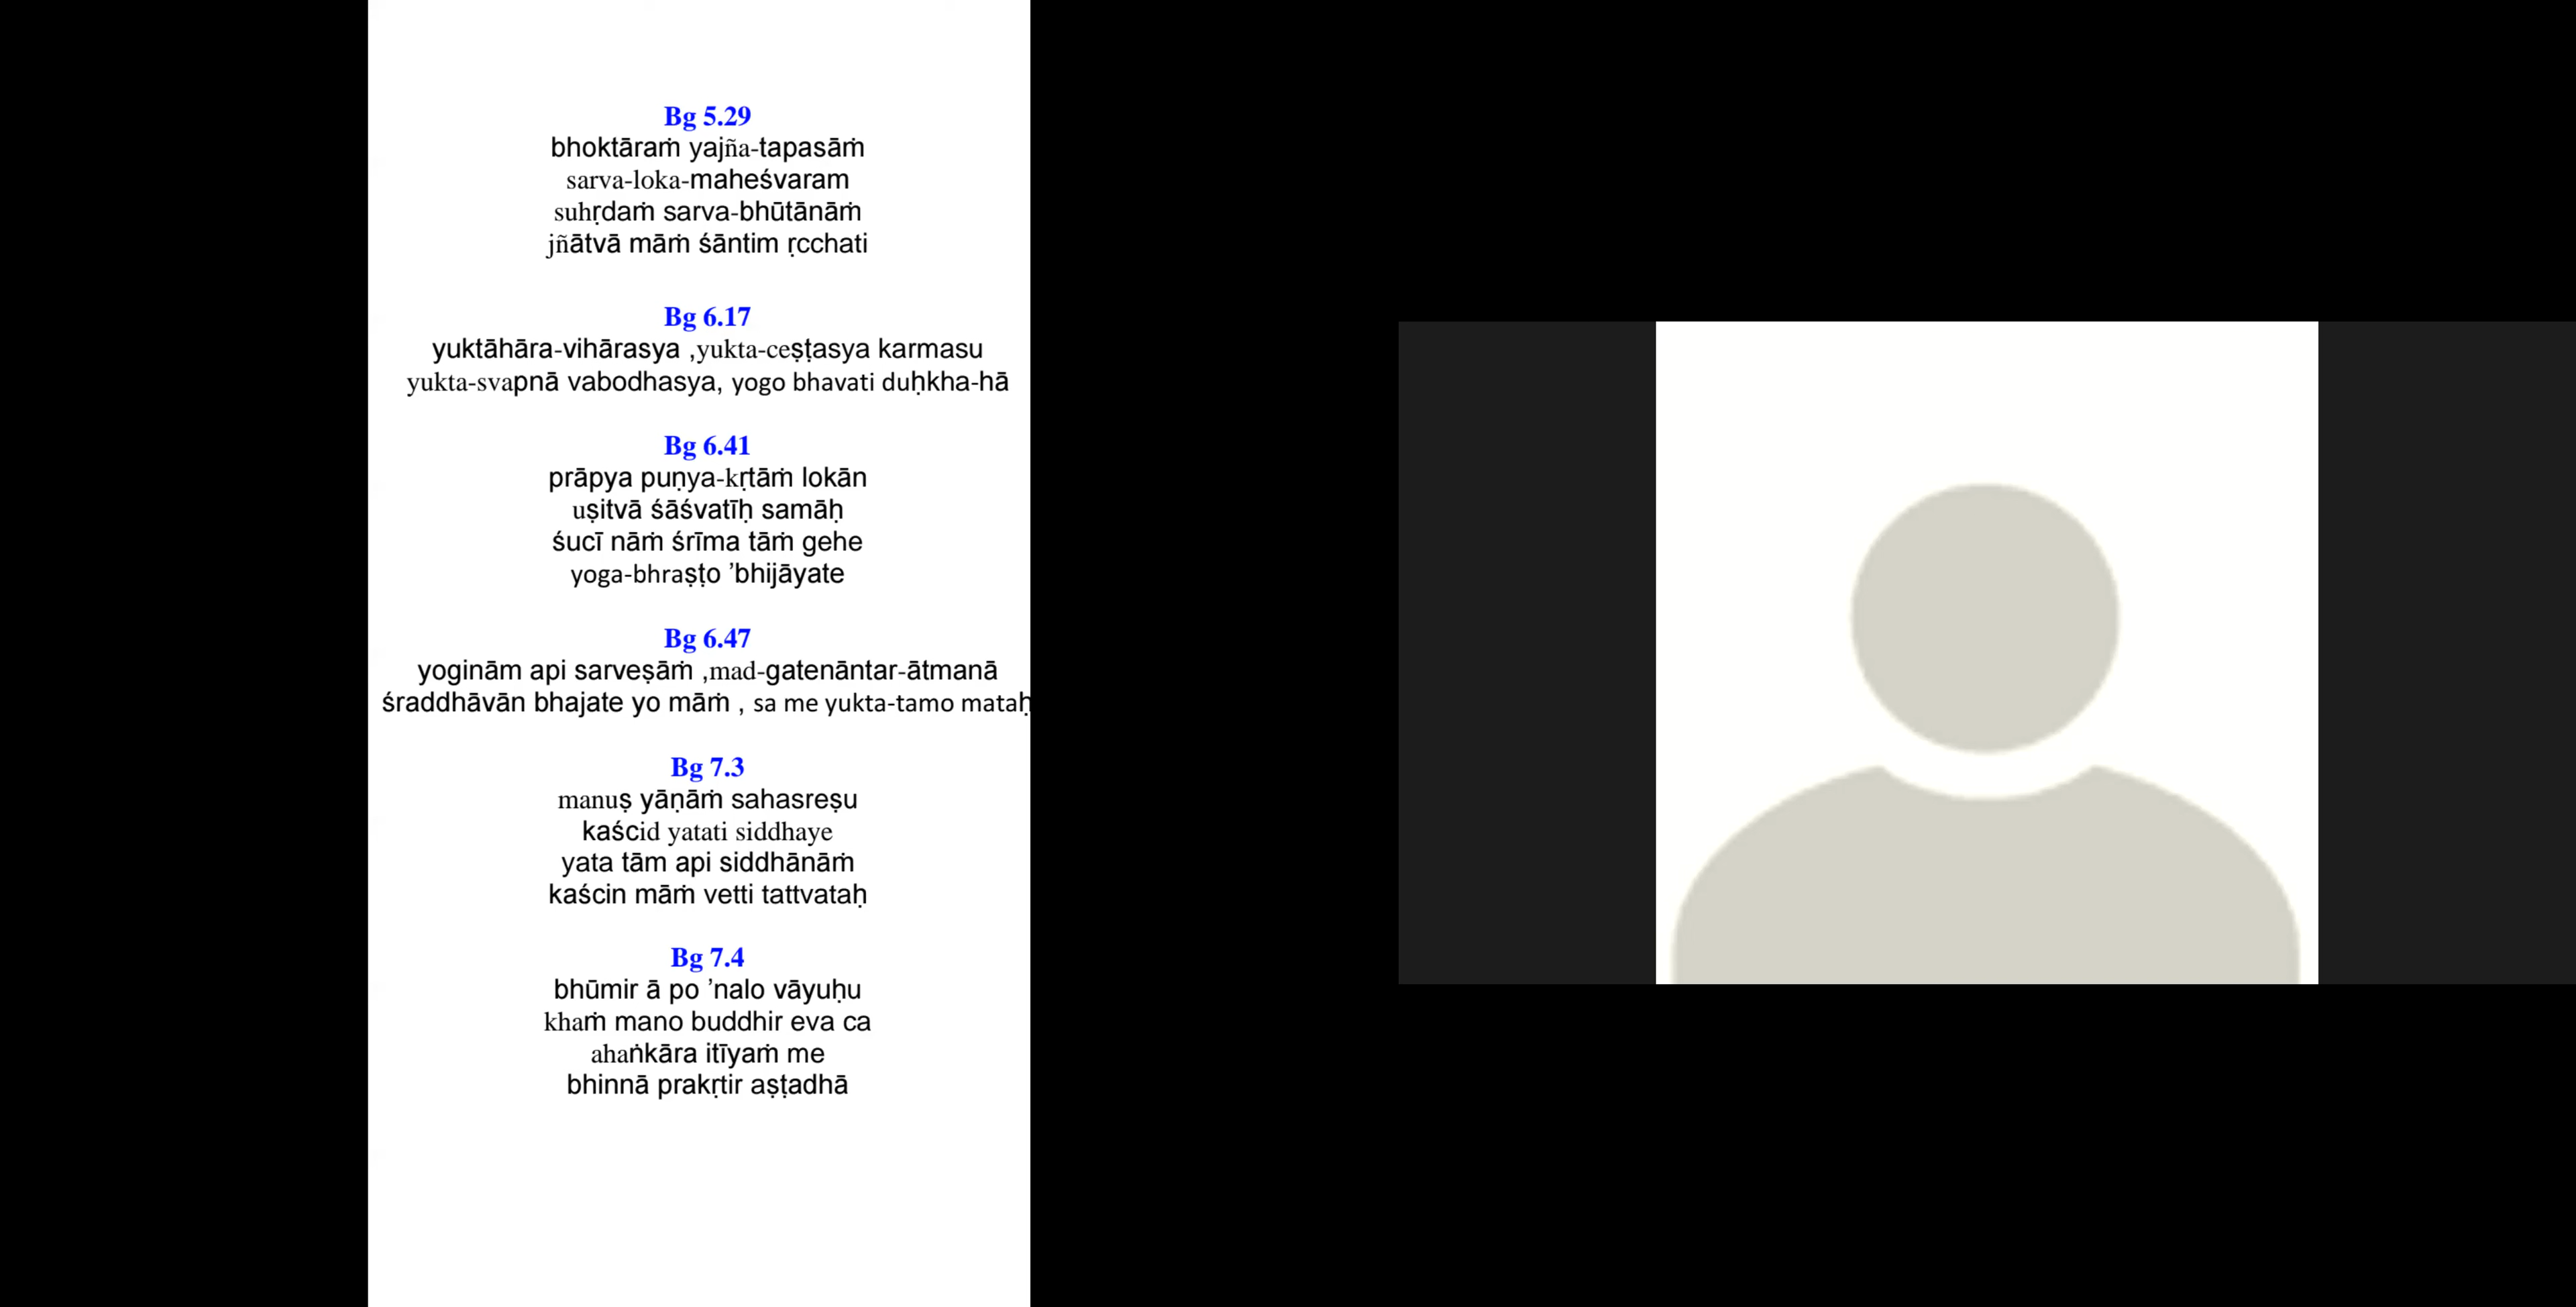 Bg 5.29
bhoktāraṁ yajña-tapasāṁ
sarva-loka-maheśvaram
suhṛdaṁ sarva-bhūtānāṁ
jñātvā māṁ śāntim ṛcchati
Bg 6.17
yuktāhāra-vihārasya ,yukta-ceṣṭasya karmasu
yukta-svapnā vabodhasya, yogo bhavati duḥkha-hā
Bg 6.41
prāpya puṇya-kṛtāṁ lokān
uṣitvā śāśvatīḥ samāḥ
śucī nāṁ śrīma tāṁ gehe
yoga-bhraṣṭo ’bhijāyate
Bg 6.47
yoginām api sarveṣāṁ ,mad-gatenāntar-ātmanā
śraddhāvān bhajate yo māṁ , sa me yukta-tamo mataḥ
Bg 7.3
manuṣ yāṇāṁ sahasreṣu
kaścid yatati siddhaye
yata tām api siddhānāṁ
kaścin māṁ vetti tattvataḥ
Bg 7.4
bhūmir ā po ’nalo vāyuḥu
khaṁ mano buddhir eva ca
ahaṅkāra itīyaṁ me
bhinnā prakṛtir aṣṭadhā